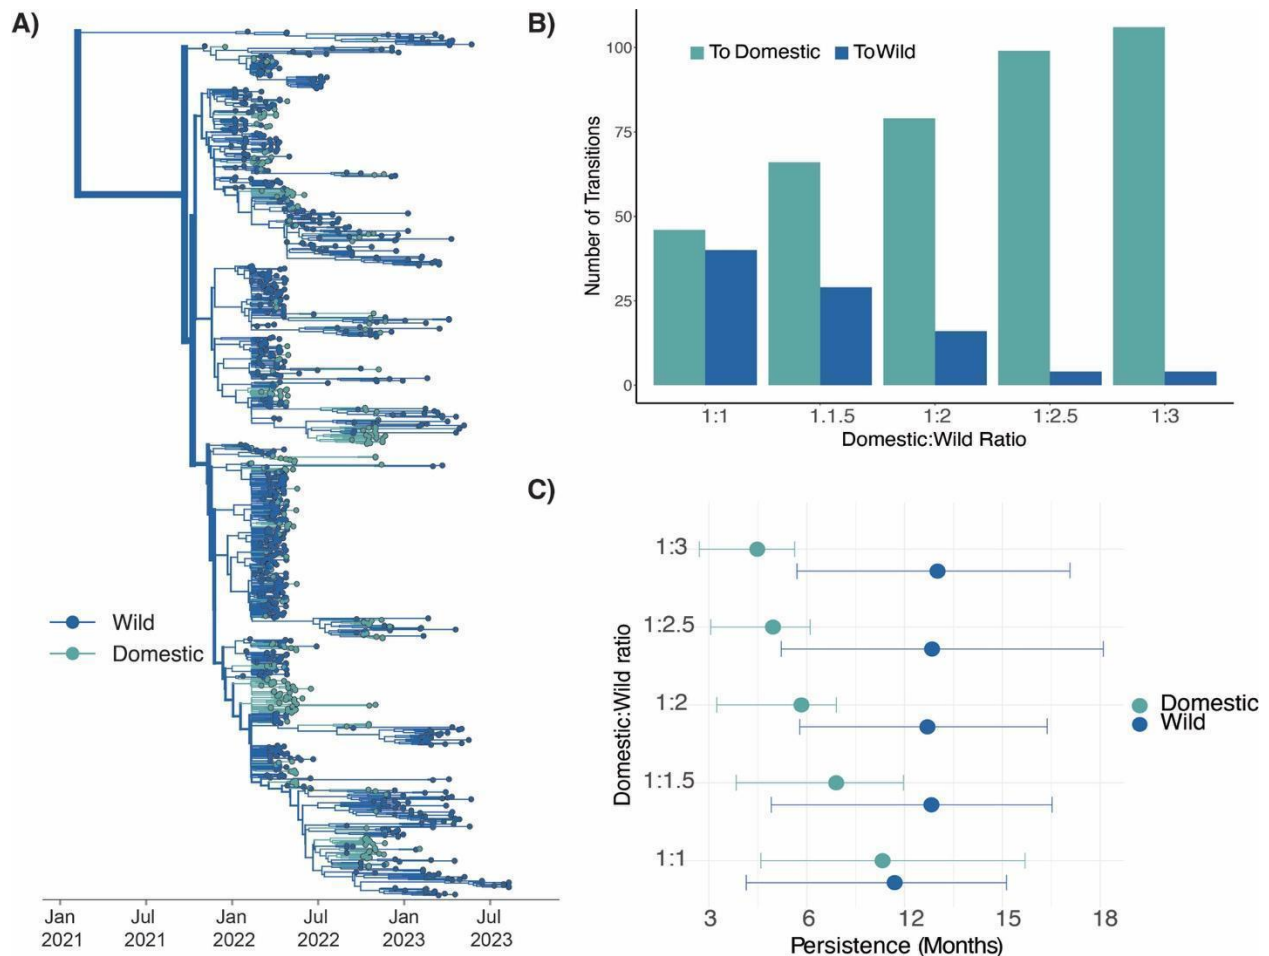 A)
Wild
Domestic
Jan
2021
Jul
2021
Jan
2022
Jul
2022
Jan
2023
Jul
2023
B)
To Domestic
To Wild
Number of Transitions
100
75
50
25
0
1:1
1:1.5
1:2
1:2.5
1:3
Domestic:Wild Ratio
C)
Domestic:Wild ratio
1:3
1:2.5
1:2
1:1.5
1:1
Domestic
Wild
3
6
12
15
18
Persistence (Months)